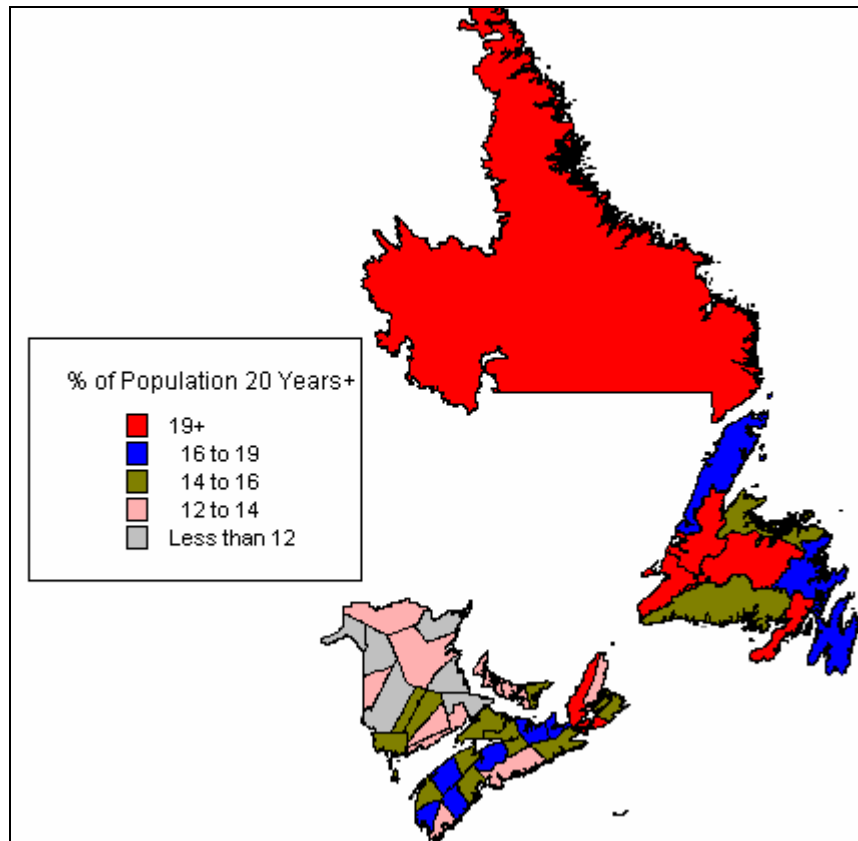 % of Population 20 Years+
19+
16 to 19
14 to 16
12 to 14
Less than 12